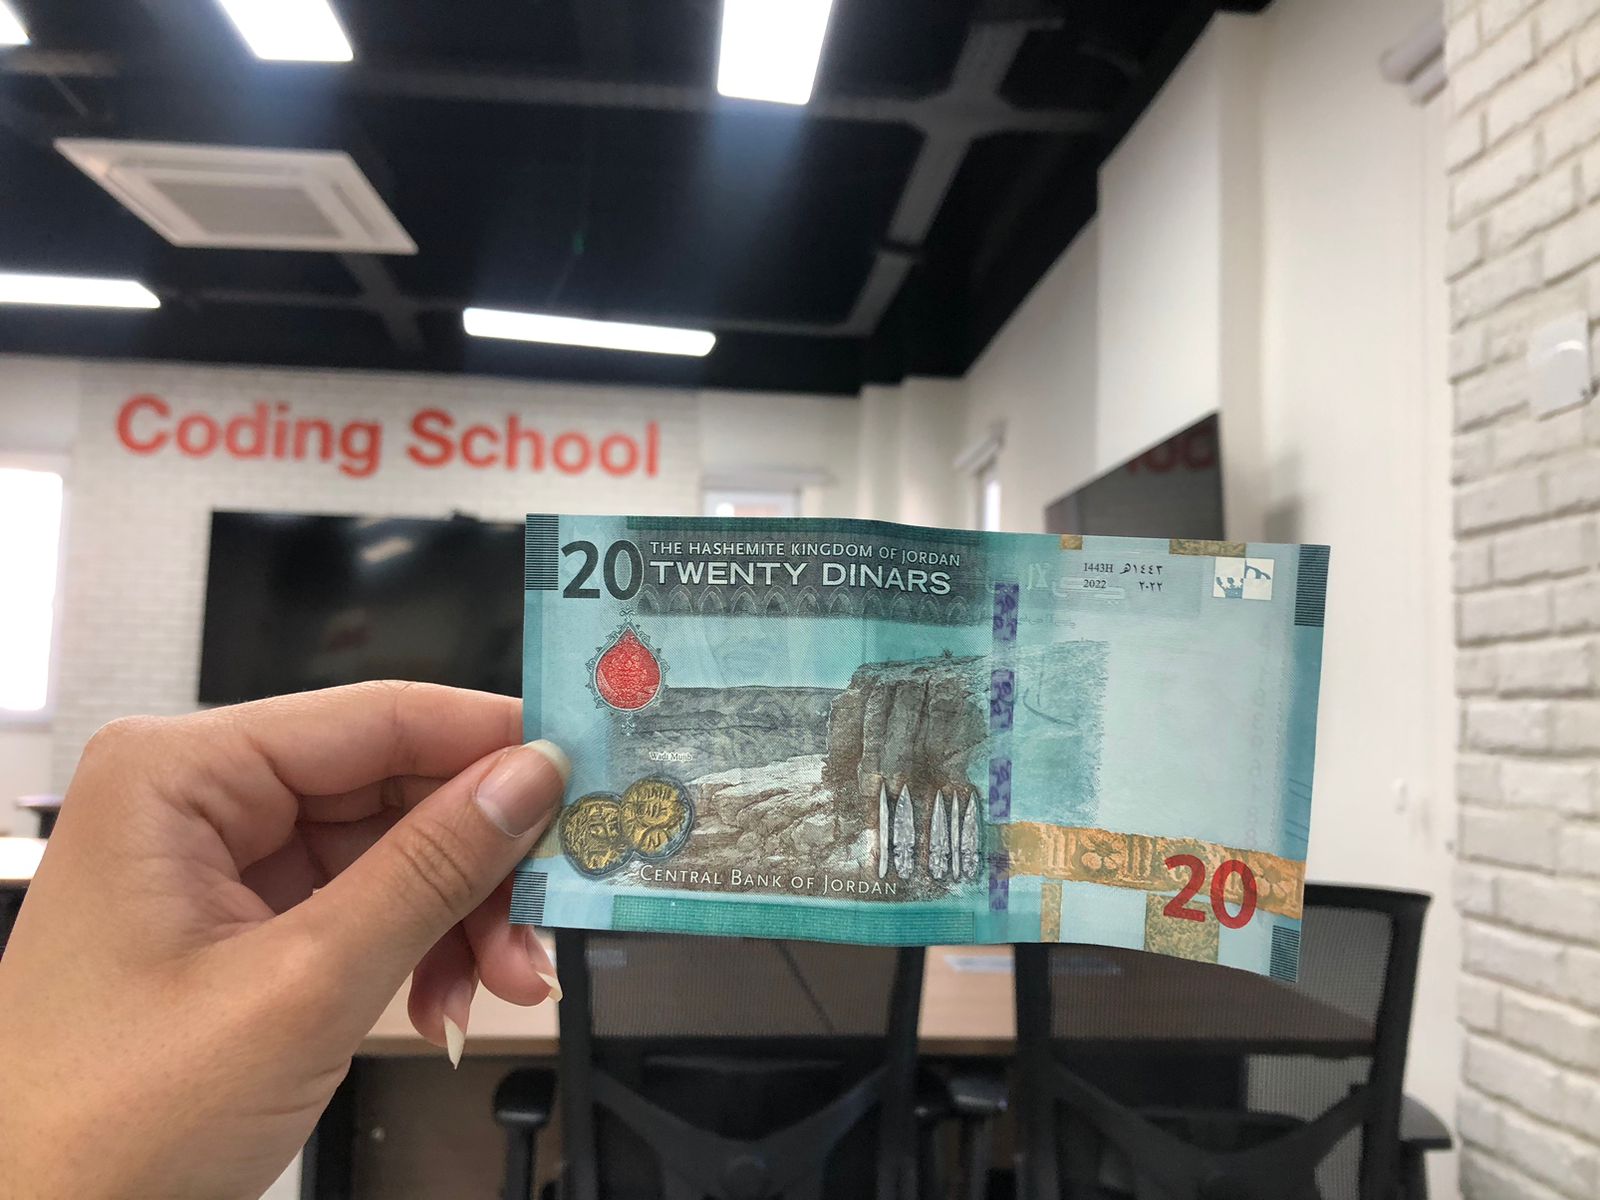 Coding School
20
THE HASHEMITE KINGDOM OF JORDAN
TWENTY DINARS
1443H ١٤٤٣هـ
2022 ٢٠٢٢
Wadi Mujib
CENTRAL BANK OF JORDAN
20